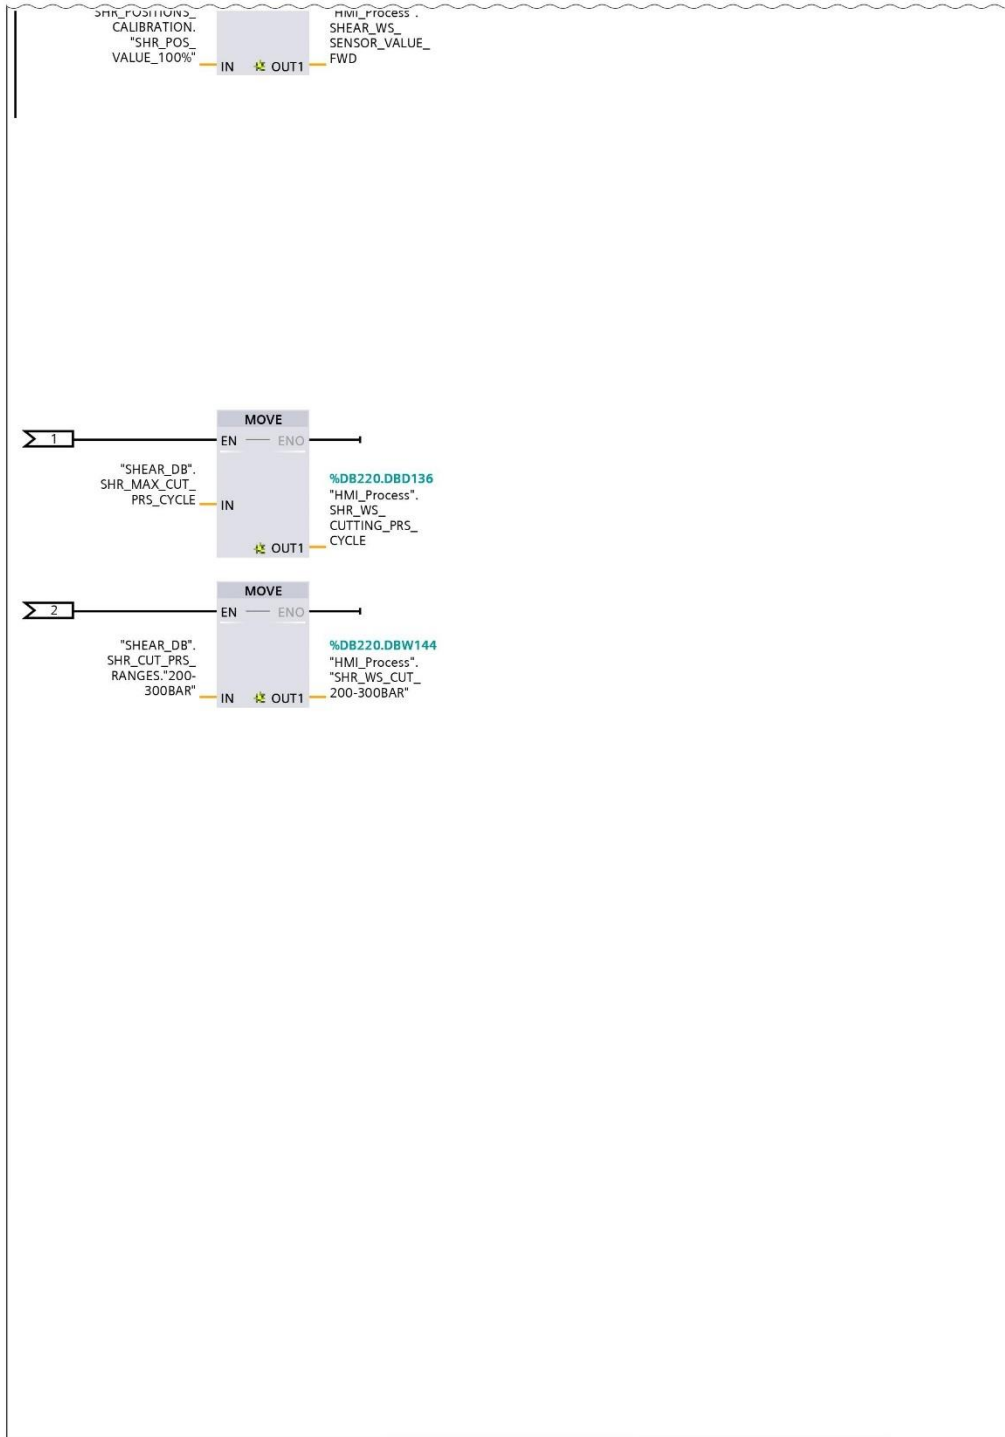 SHR_POSITIONS_
CALIBRATION.
"SHR_POS_
VALUE_100%"
IN
OUT1
"HMI_Process".
SHEAR_WS_
SENSOR_VALUE_
FWD
1
MOVE
EN
ENO
"SHEAR_DB".
SHR_MAX_CUT_
PRS_CYCLE
IN
OUT1
%DB220.DBD136
"HMI_Process".
SHR_WS_
CUTTING_PRS_
CYCLE
2
MOVE
EN
ENO
"SHEAR_DB".
SHR_CUT_PRS_
RANGES."200-
300BAR"
IN
OUT1
%DB220.DBW144
"HMI_Process".
"SHR_WS_CUT_
200-300BAR"